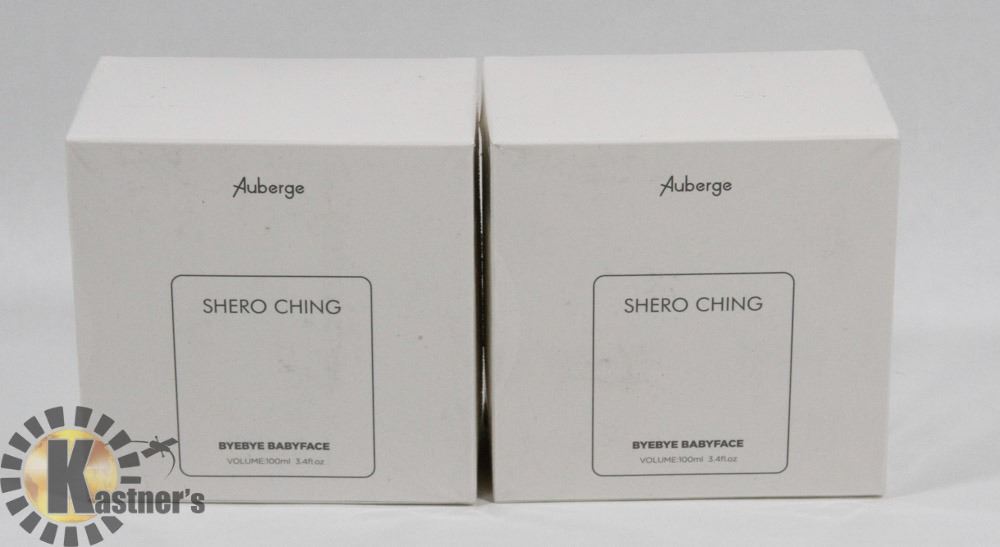 Auberge
SHERO CHING
BYEBYE BABYFACE
VOLUME:100ml 3.4fl.oz
Auberge
SHERO CHING
BYEBYE BABYFACE
VOLUME:100ml 3.4fl.oz
Kastner's